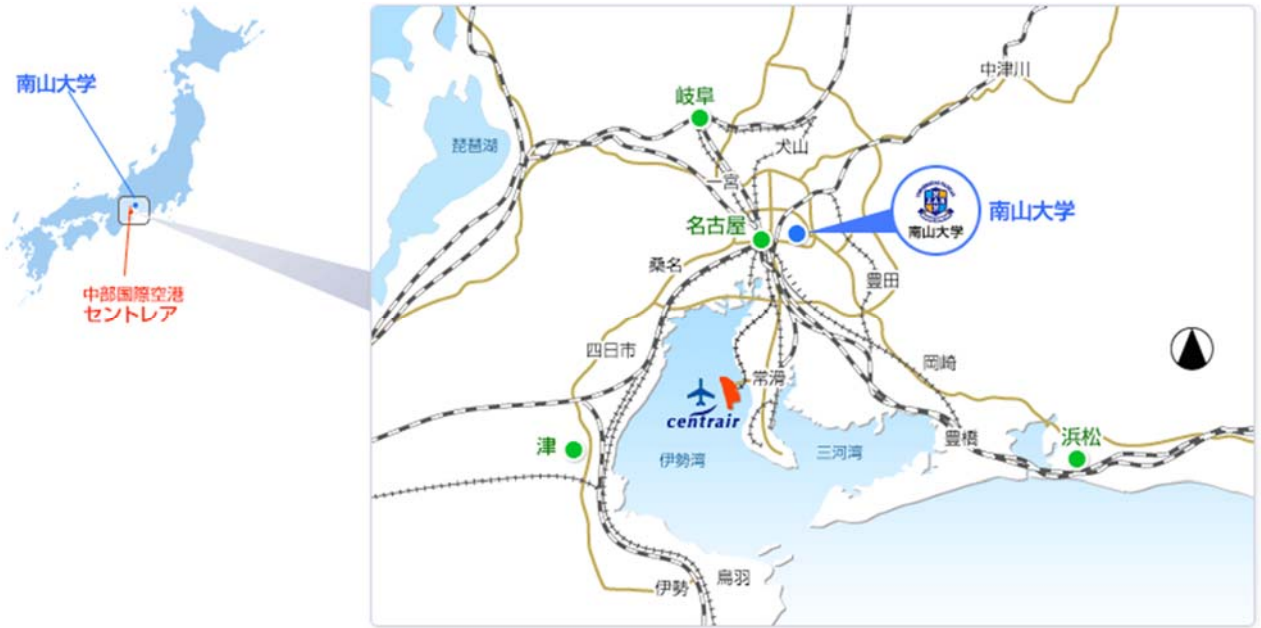 南山大学
中部国際空港
セントレア
中津川
岐阜
琵琶湖
犬山
一宮
南山大学
南山大学
名古屋
桑名
豊田
四日市
岡崎
常滑
centrair
津
伊勢湾
三河湾
豊橋
浜松
伊勢
鳥羽